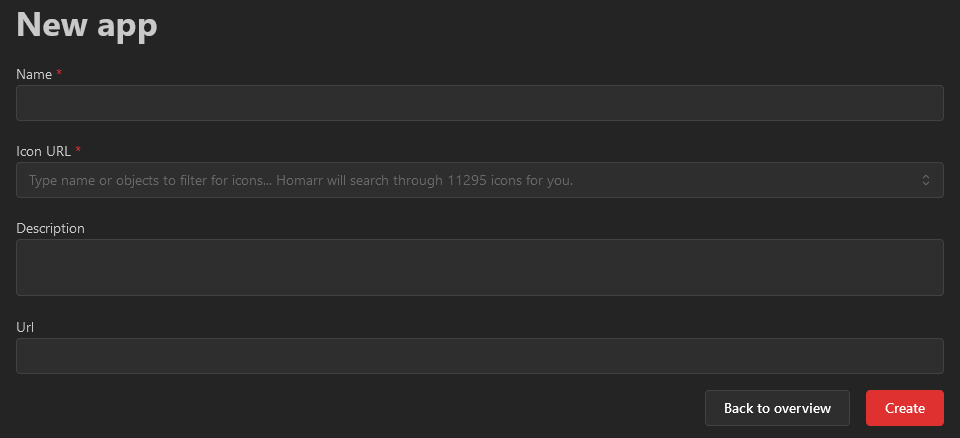 New app
Name *
Icon URL *
Type name or objects to filter for icons... Homarr will search through 11295 icons for you.
Description
Url
Back to overview
Create